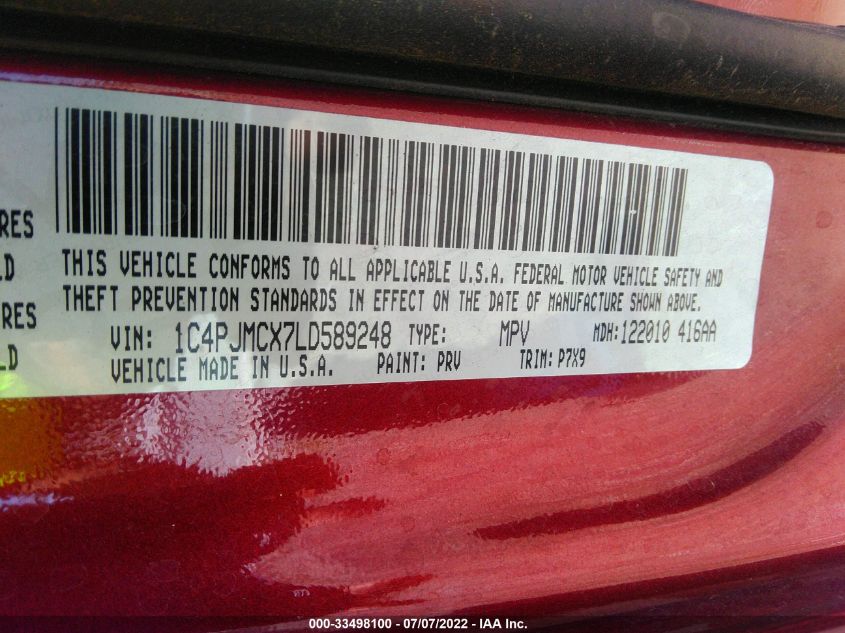 RES
LD
THIS VEHICLE CONFORMS TO ALL APPLICABLE U.S.A. FEDERAL MOTOR VEHICLE SAFETY AND
THEFT PREVENTION STANDARDS IN EFFECT ON THE DATE OF MANUFACTURE SHOWN ABOVE.
RES
LD
VIN: 1C4PJMCX7LD589248 TYPE: MPV MDH:122010 416AA
VEHICLE MADE IN U.S.A. PAINT: PRV TRIM: P7X9
000-33498100 - 07/07/2022 - IAA Inc.